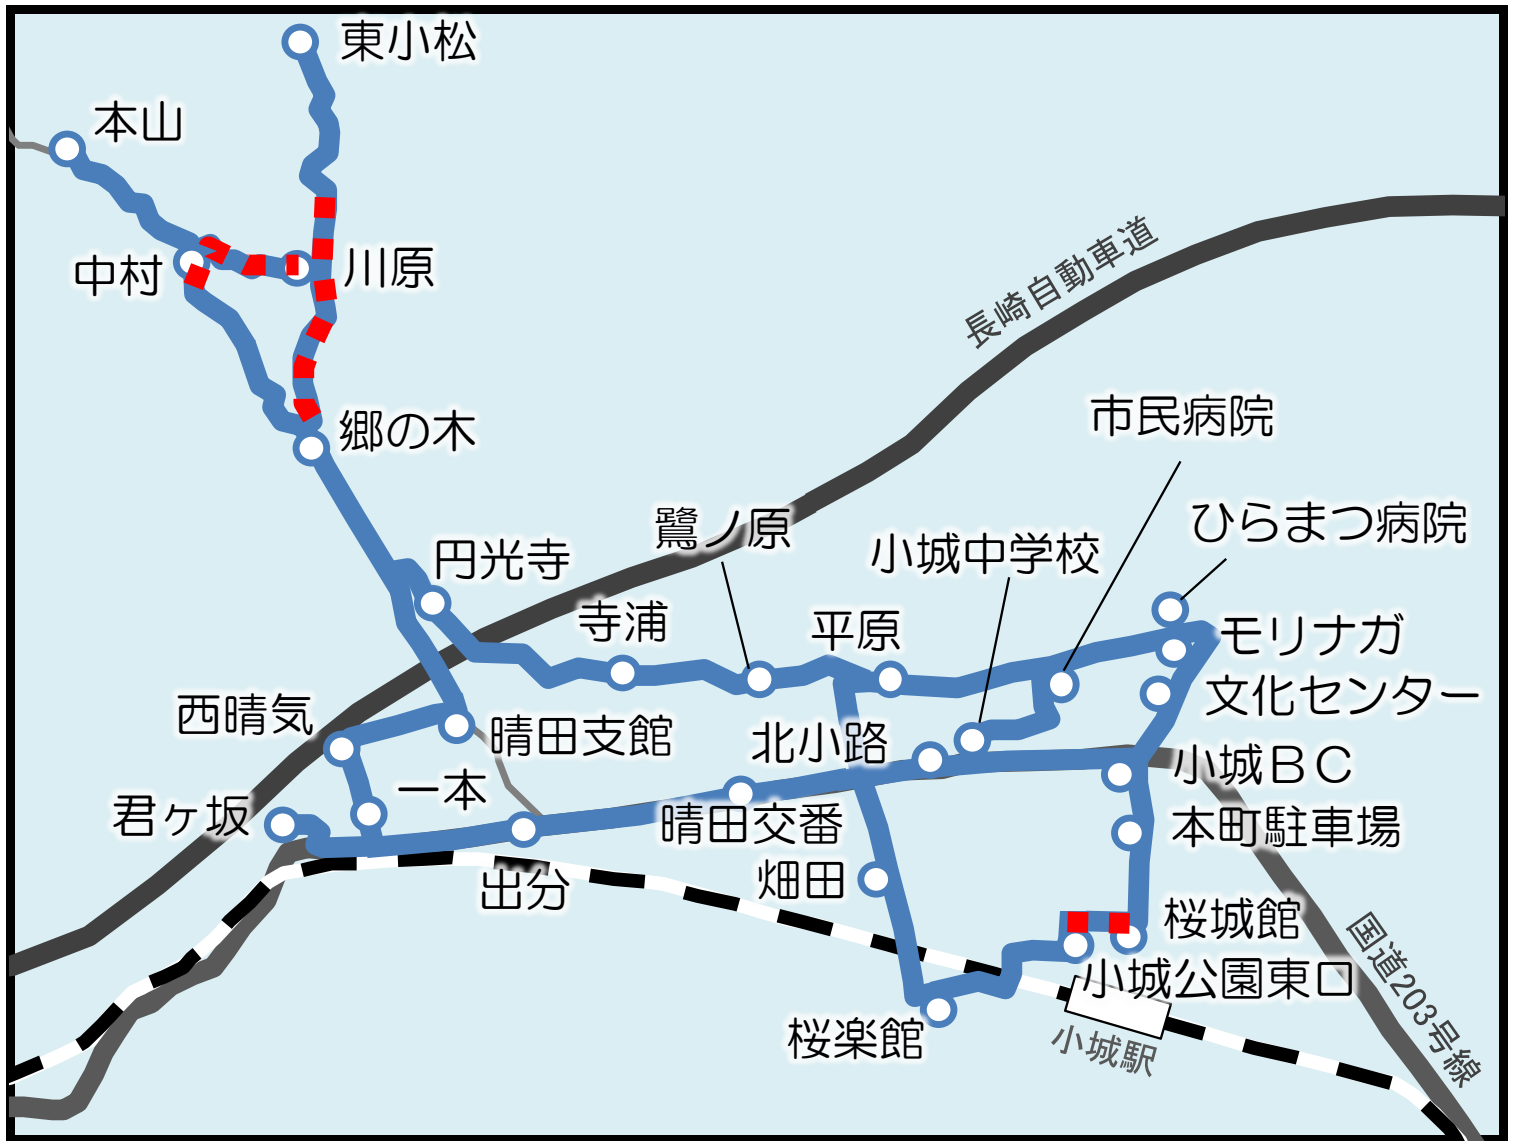 東小松
本山
長崎自動車道
中村
川原
市民病院
郷の木
ひらまつ病院
鷺ノ原
小城中学校
円光寺
寺浦
平原
モリナガ
文化センター
西晴気
晴田支館
北小路
小城BC
一本
君ヶ坂
晴田交番
本町駐車場
畑田
出分
桜城館
小城公園東口
国道203号線
桜楽館
小城駅